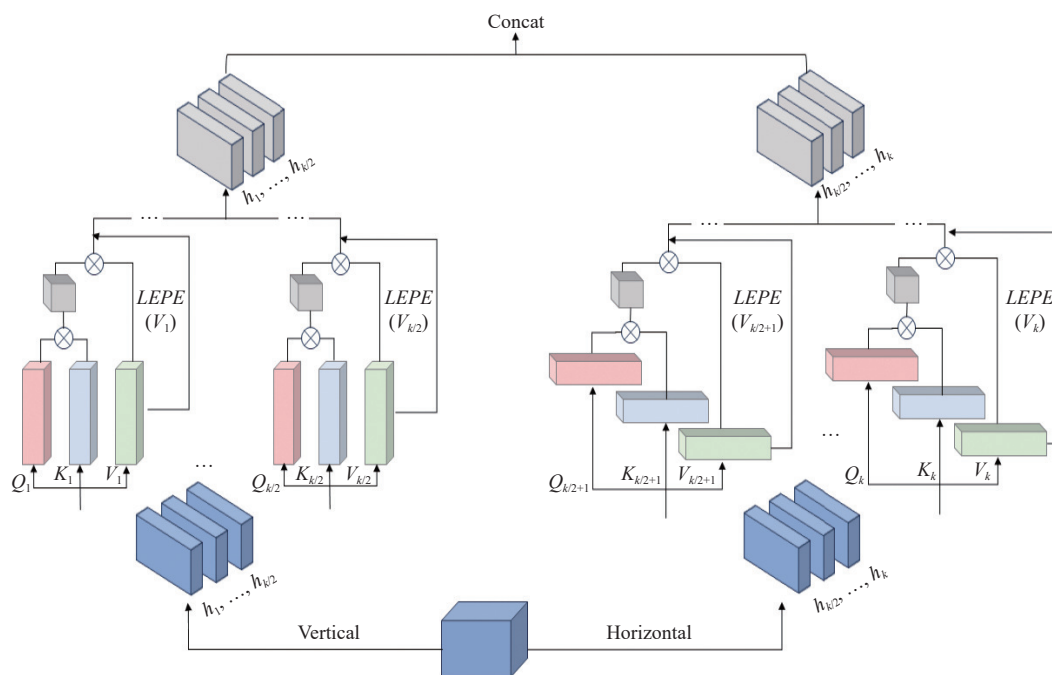 Concat
h₁, …, hₖ/₂
hₖ/₂, …, hₖ
… …
… …
LEPE
(V₁)
LEPE
(Vₖ/₂)
LEPE
(Vₖ/₂₊₁)
LEPE
(Vₖ)
Q₁ K₁ V₁
…
Qₖ/₂ Kₖ/₂ Vₖ/₂
Qₖ/₂₊₁ Kₖ/₂₊₁ Vₖ/₂₊₁
…
Qₖ Kₖ Vₖ
h₁, …, hₖ/₂
hₖ/₂, …, hₖ
Vertical
Horizontal